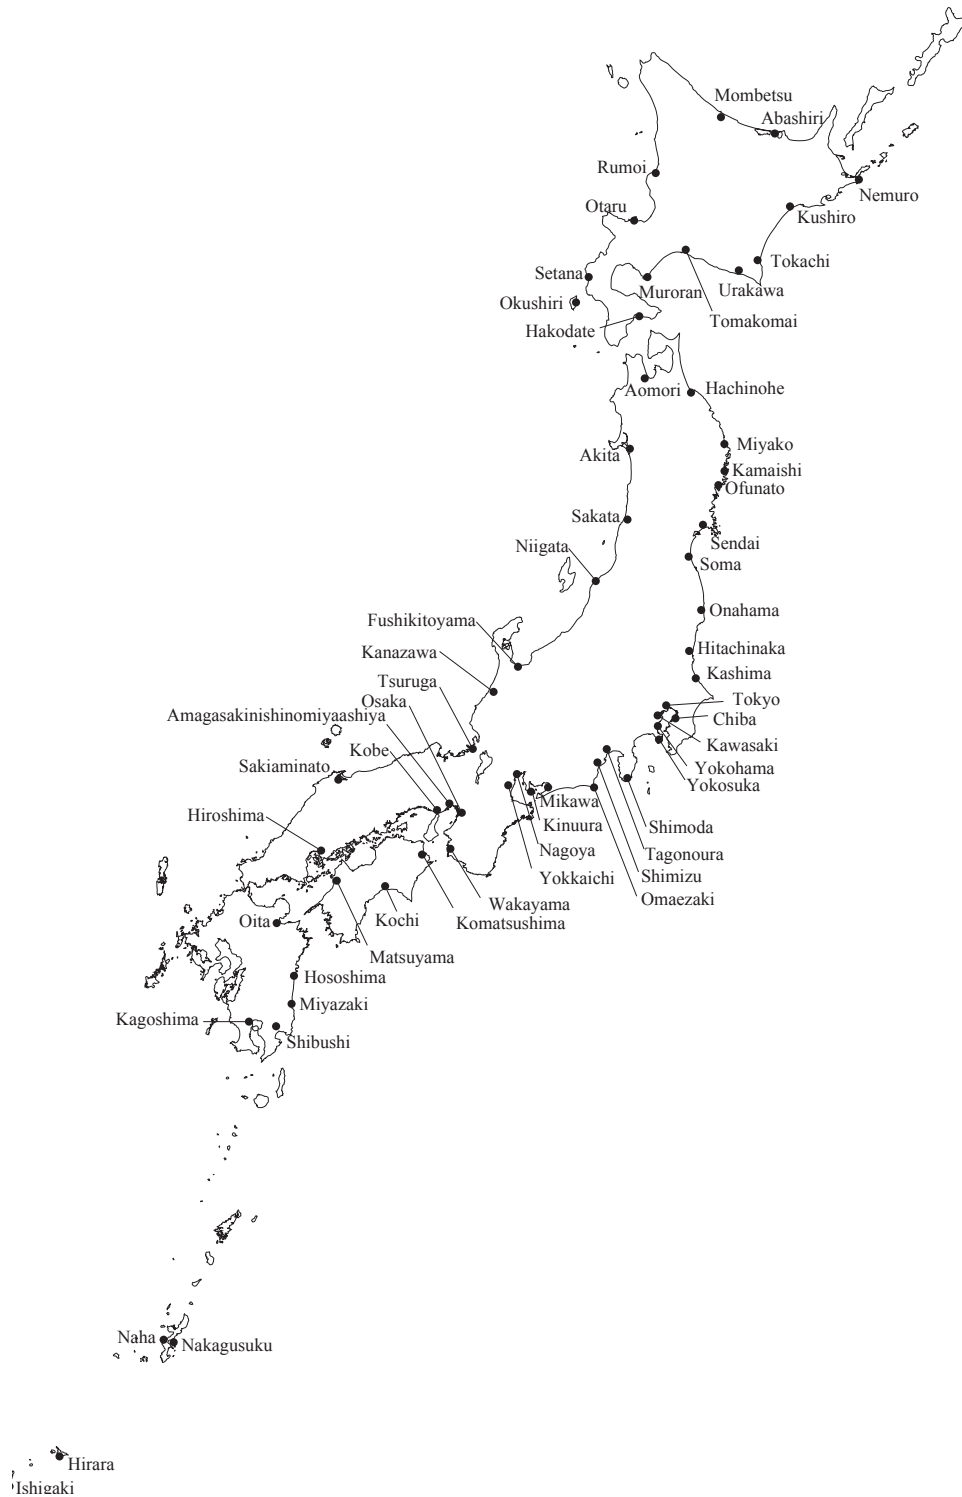 Mombetsu
Abashiri
Rumoi
Nemuro
Otaru
Kushiro
Tokachi
Setana
Muroran
Urakawa
Okushiri
Tomakomai
Hakodate
Aomori
Hachinohe
Miyako
Akita
Kamaishi
Ofunato
Sakata
Sendai
Niigata
Soma
Onahama
Fushikitoyama
Hitachinaka
Kanazawa
Kashima
Tsuruga
Tokyo
Osaka
Chiba
Amagasakinishinomiyaashiya
Kawasaki
Kobe
Yokohama
Sakiaminato
Yokosuka
Mikawa
Hiroshima
Kinuura
Shimoda
Nagoya
Tagonoura
Yokkaichi
Shimizu
Omaezaki
Wakayama
Kochi
Komatsushima
Oita
Matsuyama
Hososhima
Miyazaki
Kagoshima
Shibushi
Naha
Nakagusuku
Hirara
Ishigaki